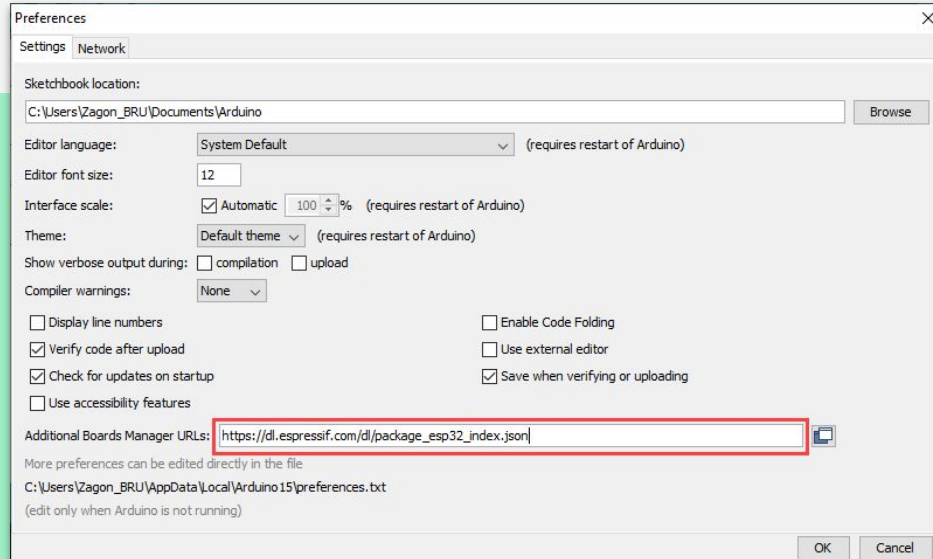 Preferences
Settings Network
Sketchbook location:
C:\Users\Zagon_BRU\Documents\Arduino Browse
Editor language: System Default (requires restart of Arduino)
Editor font size: 12
Interface scale: Automatic 100 % (requires restart of Arduino)
Theme: Default theme (requires restart of Arduino)
Show verbose output during: compilation upload
Compiler warnings: None
Display line numbers Enable Code Folding
Verify code after upload Use external editor
Check for updates on startup Save when verifying or uploading
Use accessibility features
Additional Boards Manager URLs: https://dl.espressif.com/dl/package_esp32_index.json
More preferences can be edited directly in the file
C:\Users\Zagon_BRU\AppData\Local\Arduino15\preferences.txt
(edit only when Arduino is not running)
OK Cancel